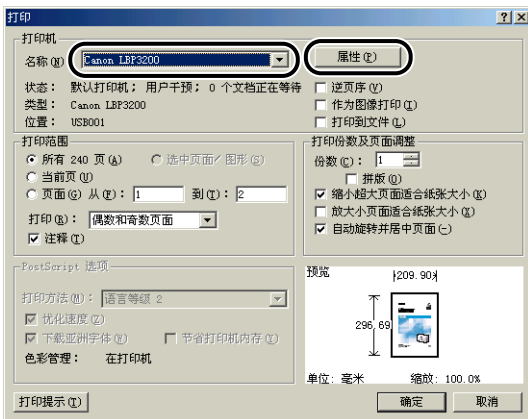 打印
打印机
名称(N) Canon LBP3200 属性(P)
状态： 默认打印机； 用户干预； 0 个文档正在等待 逆页序(V)
类型： Canon LBP3200 作为图像打印(I)
位置： USB001 打印到文件(L)
打印范围
所有 240 页(A) 选中页面/图形(S)
当前页(U)
页面(G) 从(F)： 1 到(T)： 2
打印(R)： 偶数和奇数页面
注释(T)
打印份数及页面调整
份数(C)： 1
拼版(O)
缩小超大页面适合纸张大小(K)
放大小页面适合纸张大小(X)
自动旋转并居中页面(-)
PostScript 选项
打印方法(M)： 语言等级 2
优化速度(Z)
下载亚洲字体(W) 节省打印机内存(Y)
色彩管理： 在打印机
预览
209.90
296.69
单位： 毫米 缩放： 100.0%
打印提示(I) 确定 取消